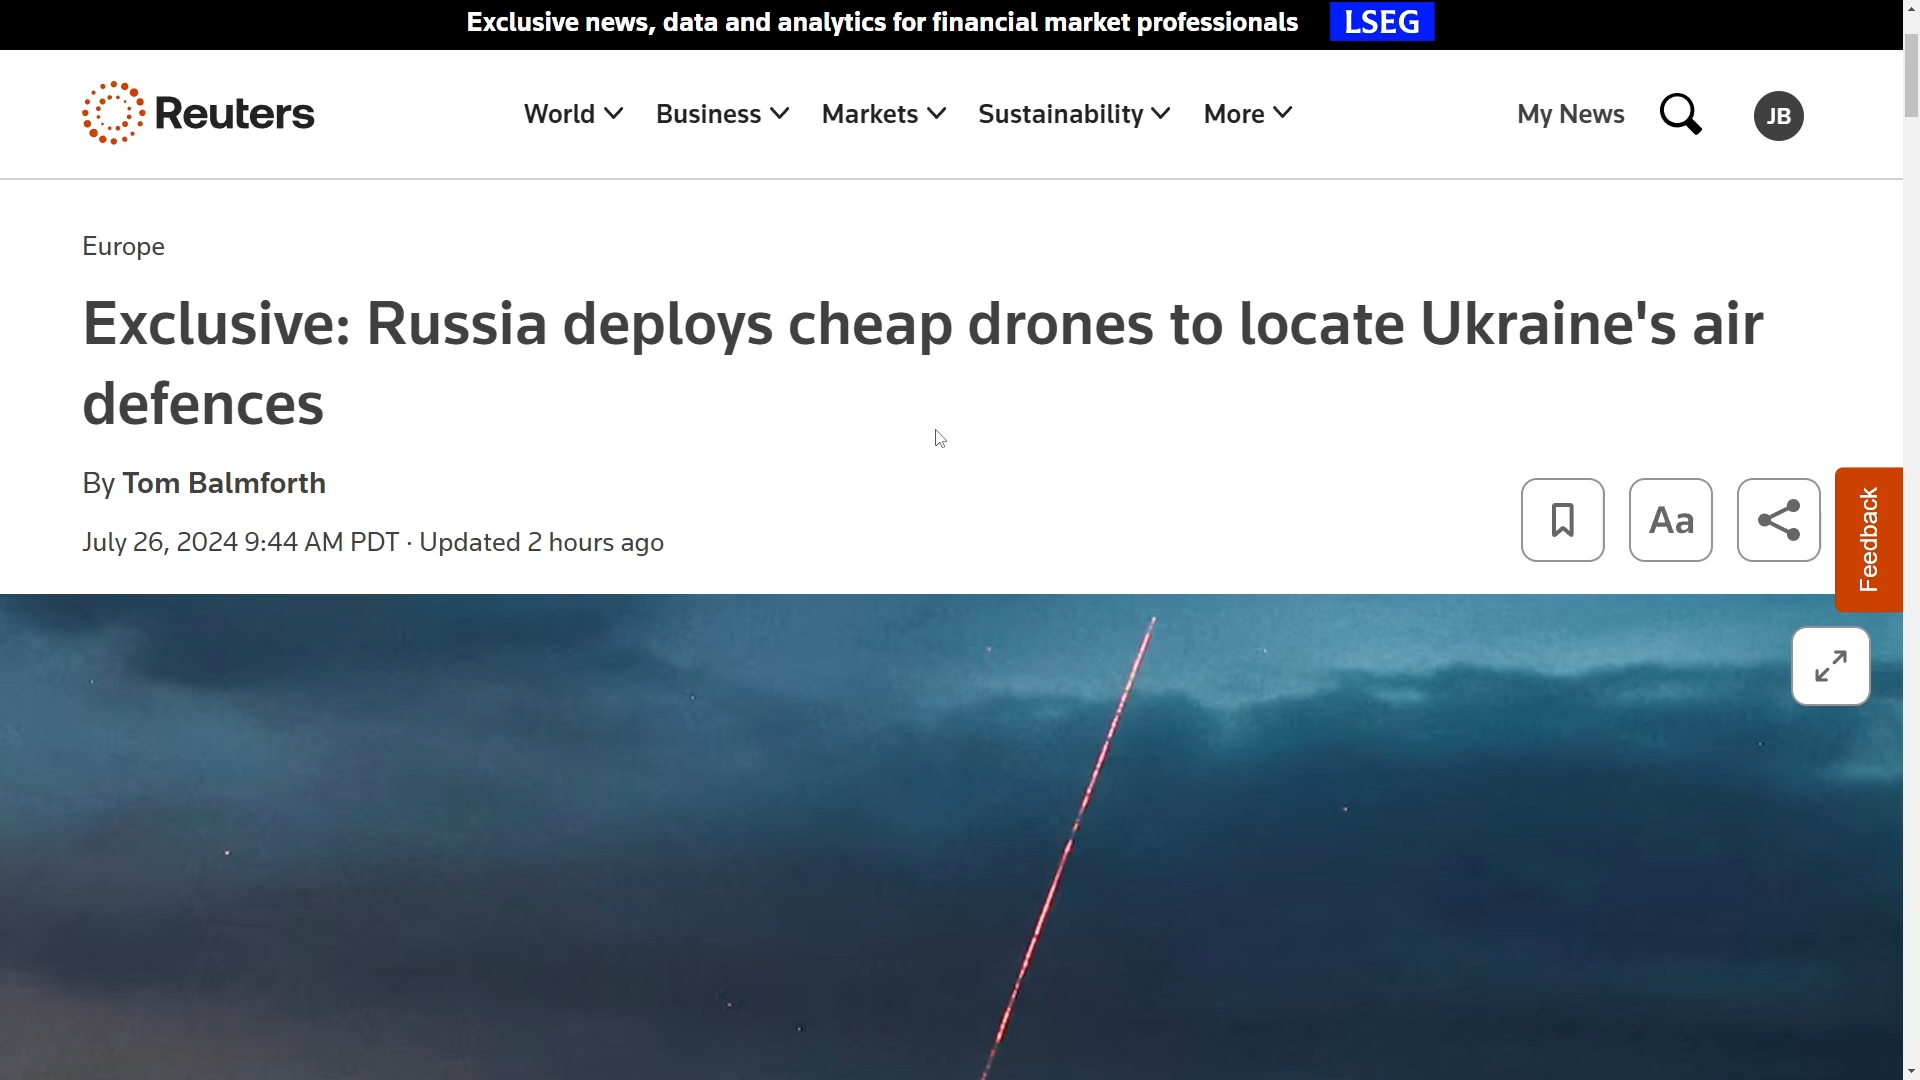 Exclusive news, data and analytics for financial market professionals LSEG
Reuters World Business Markets Sustainability More My News JB
Europe
Exclusive: Russia deploys cheap drones to locate Ukraine's air
defences
By Tom Balmforth
July 26, 2024 9:44 AM PDT · Updated 2 hours ago
Aa
Feedback